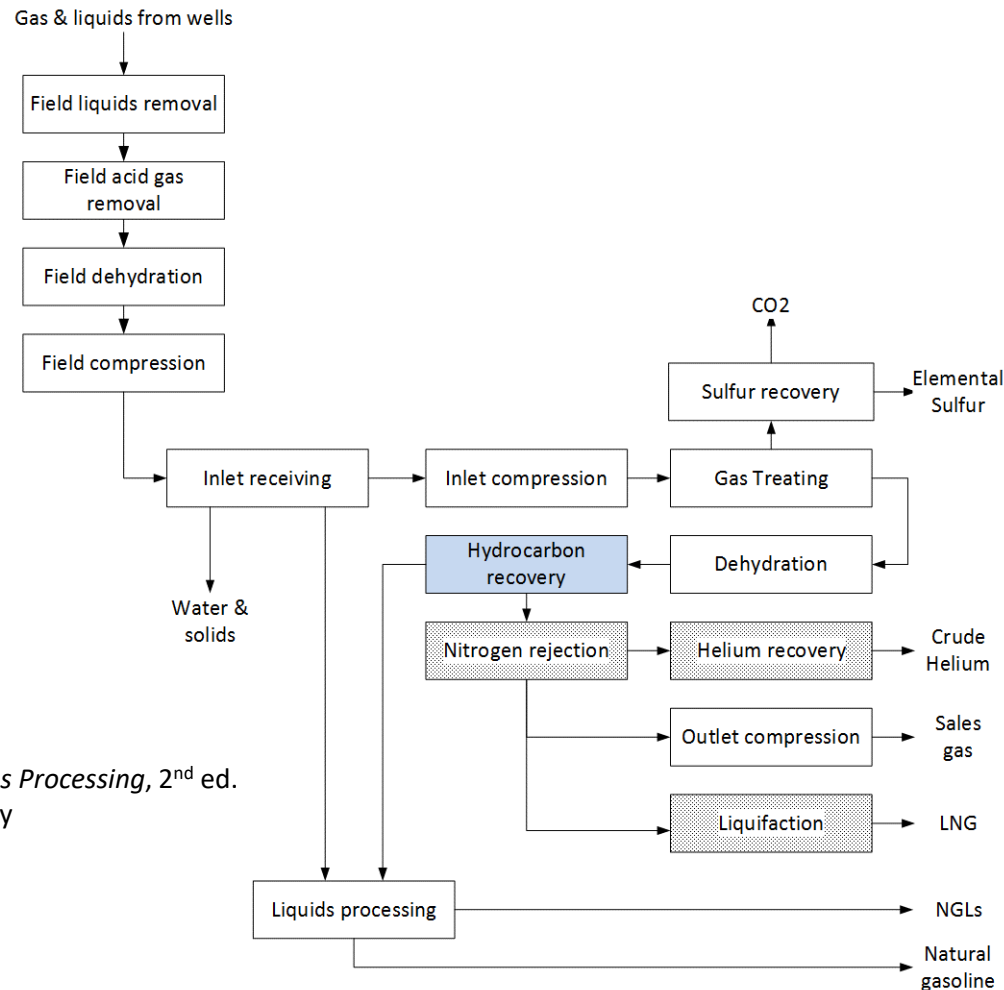 Gas & liquids from wells
Field liquids removal
Field acid gas
removal
Field dehydration
Field compression
CO2
Sulfur recovery
Elemental
Sulfur
Inlet receiving
Inlet compression
Gas Treating
Hydrocarbon
recovery
Dehydration
Water &
solids
Nitrogen rejection
Helium recovery
Crude
Helium
Outlet compression
Sales
gas
s Processing, 2nd ed.
y
Liquifaction
LNG
Liquids processing
NGLs
Natural
gasoline